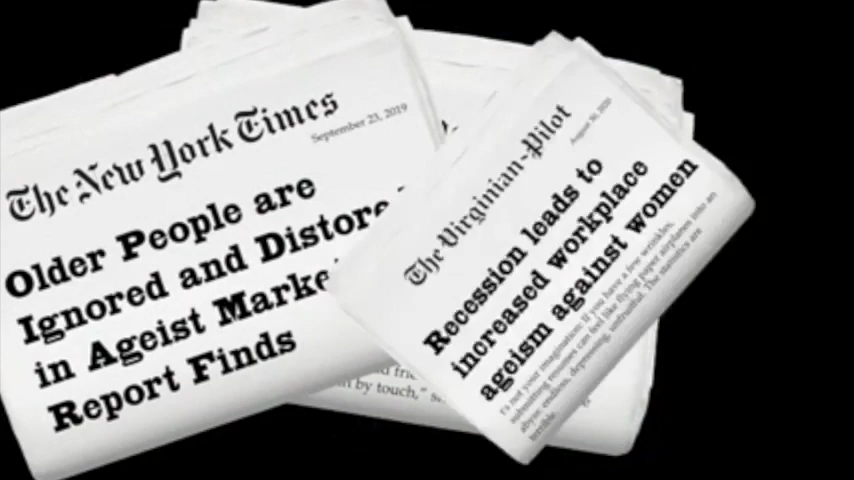 The New York Times
September 23, 2019
Older People are
Ignored and Distore
in Ageist Marke
Report Finds
by touch,"
The Virginian-Pilot
August 30, 2020
Recession leads to
increased workplace
ageism against women
It's not your imagination: If you have a few wrinkles,
submitting resumes can feel like flying paper airplanes into an
abyss: endless, depressing, unfruitful. The statistics are
terrible.